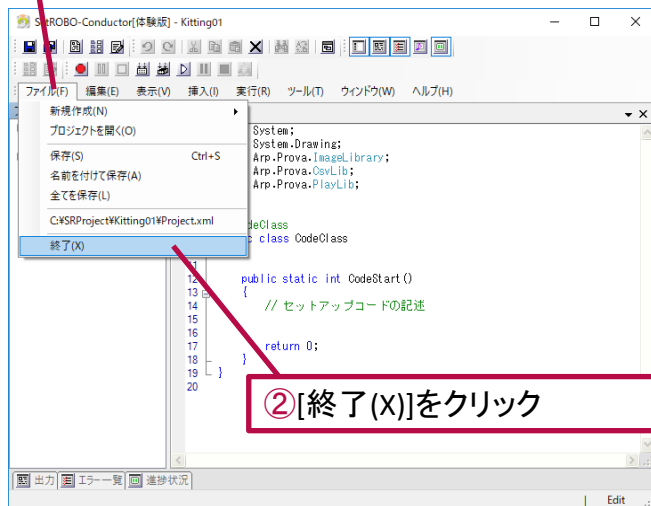 SetROBO-Conductor[体験版] - Kitting01
ファイル(F) 編集(E) 表示(V) 挿入(I) 実行(R) ツール(T) ウィンドウ(W) ヘルプ(H)
新規作成(N)
プロジェクトを開く(O)
保存(S) Ctrl+S
名前を付けて保存(A)
全てを保存(L)
C:¥SRProject¥Kitting01¥Project.xml
終了(X)
System;
System.Drawing;
Arp.Prova.ImageLibrary;
Arp.Prova.CsvLib;
Arp.Prova.PlayLib;
deClass
c class CodeClass
11
12 public static int CodeStart()
13 {
14 // セットアップコードの記述
15
16
17 return 0;
18 }
19 }
20
②[終了(X)]をクリック
出力 エラー一覧 進捗状況
Edit